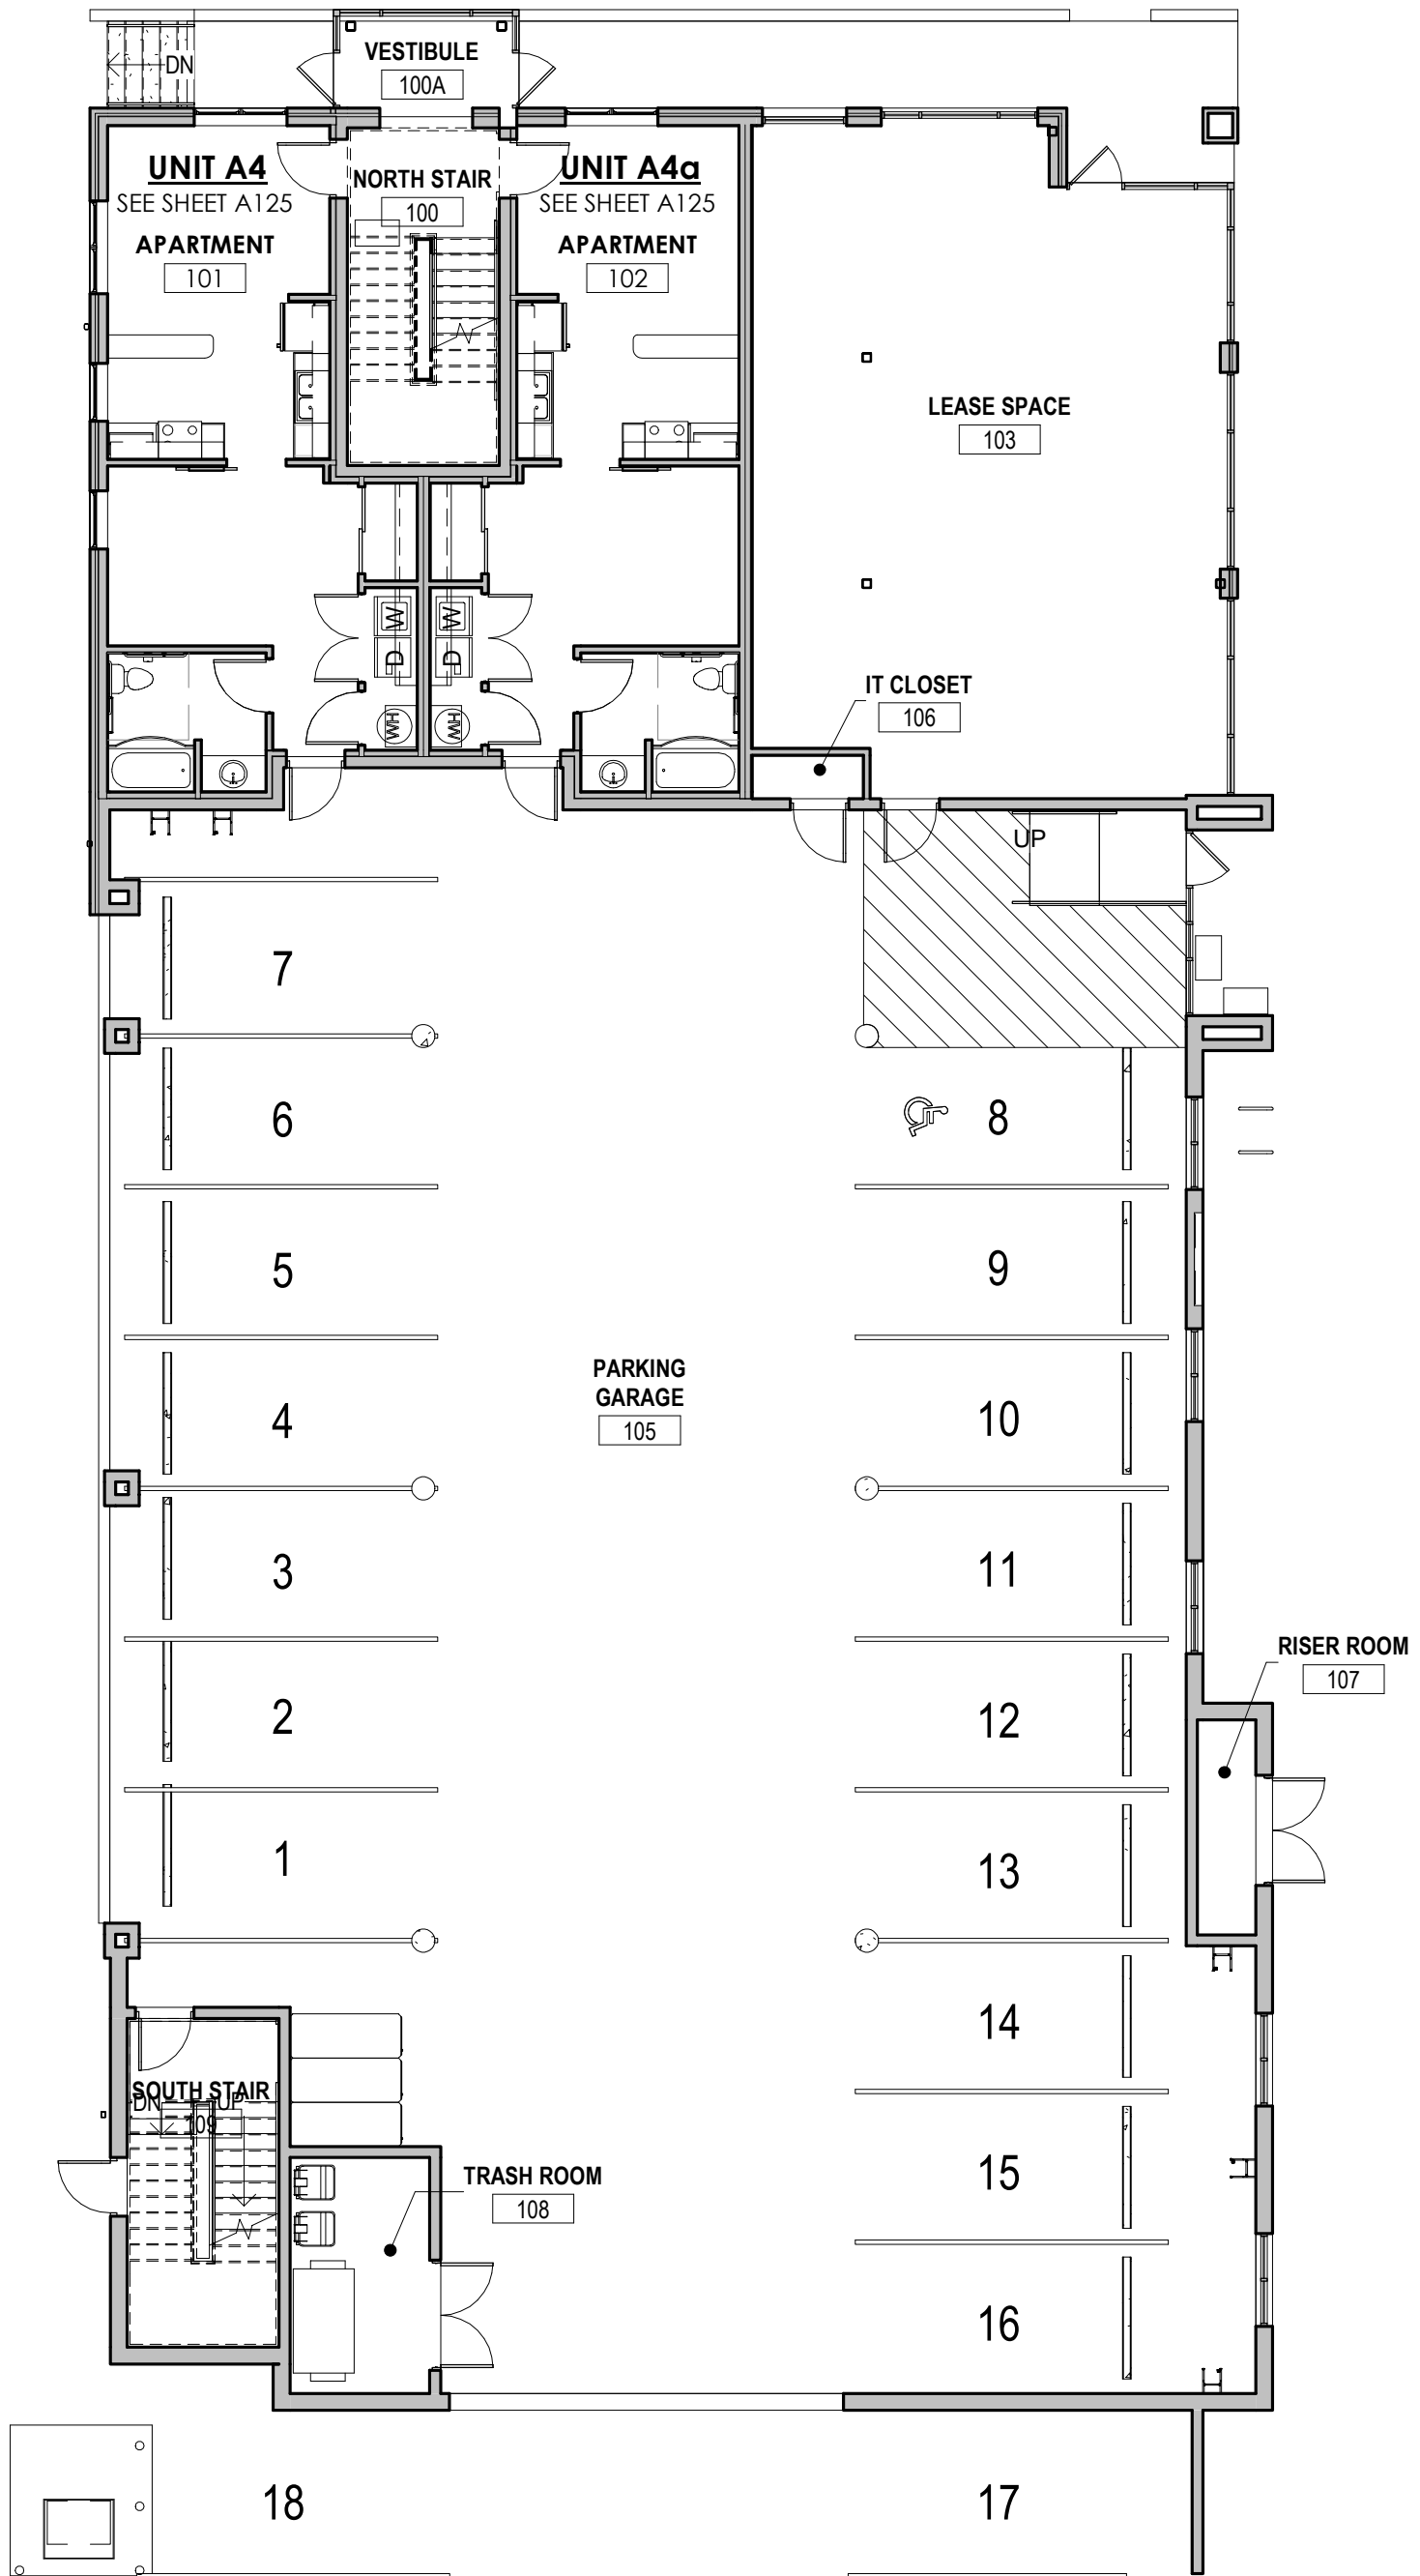 DN
VESTIBULE
100A
UNIT A4
SEE SHEET A125
APARTMENT
101
NORTH STAIR
100
UNIT A4a
SEE SHEET A125
APARTMENT
102
LEASE SPACE
103
W
W
D
D
WH
WH
IT CLOSET
106
UP
7
6
8
5
9
4
PARKING
GARAGE
105
10
3
11
RISER ROOM
107
2
12
1
13
14
SOUTH STAIR
DN
UP
109
TRASH ROOM
108
15
16
18
17